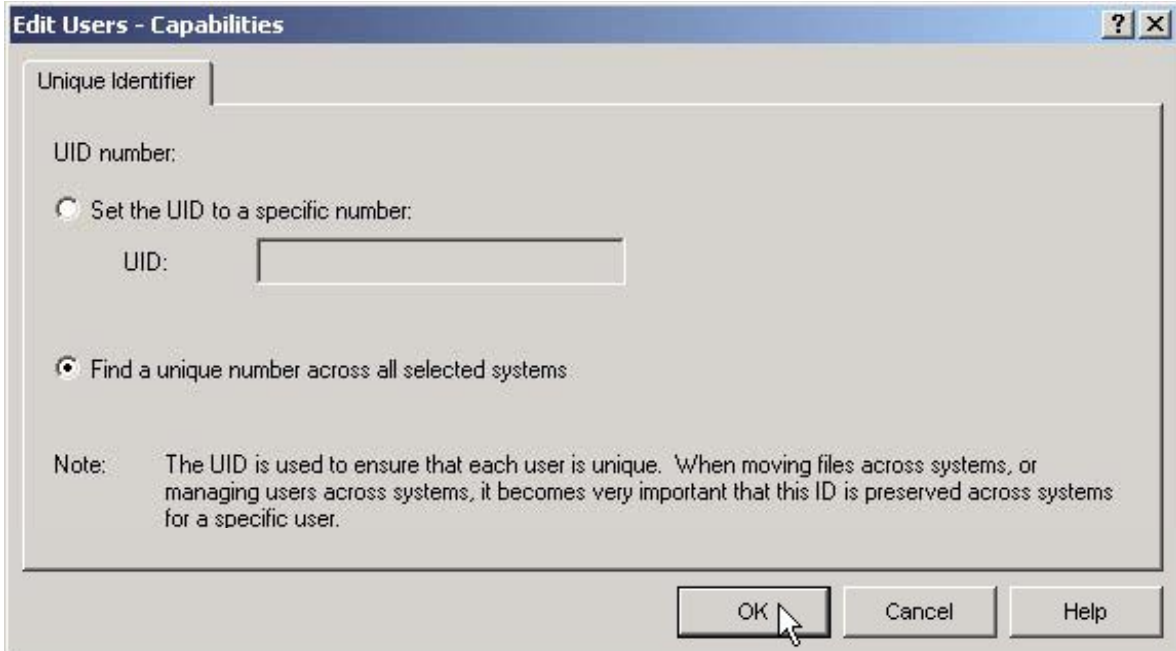 Edit Users - Capabilities
Unique Identifier
UID number:
Set the UID to a specific number:
UID:
Find a unique number across all selected systems
Note: The UID is used to ensure that each user is unique. When moving files across systems, or
managing users across systems, it becomes very important that this ID is preserved across systems
for a specific user.
OK Cancel Help